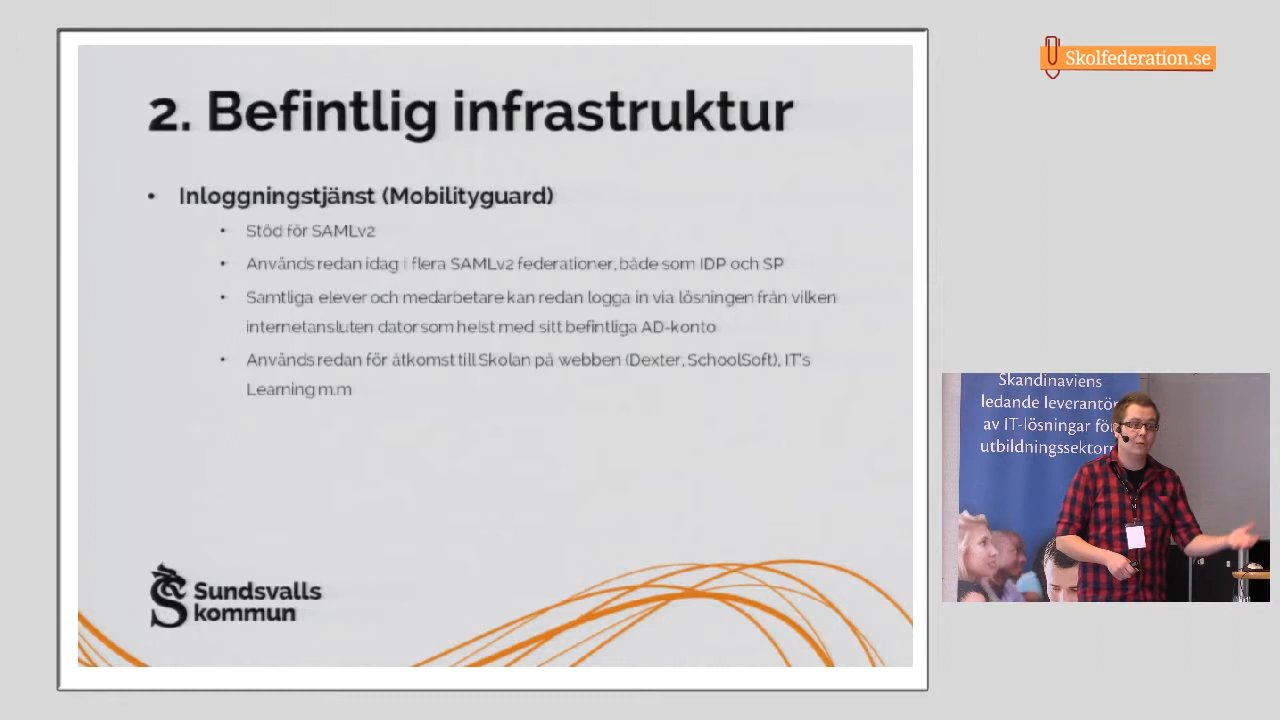 2. Befintlig infrastruktur
• Inloggningstjänst (Mobilityguard)
• Stöd för SAMLv2
• Används redan idag i flera SAMLv2 federationer, både som IDP och SP
• Samtliga elever och medarbetare kan redan logga in via lösningen från vilken
internetansluten dator som helst med sitt befintliga AD-konto
• Används redan för åtkomst till Skolan på webben (Dexter, SchoolSoft), IT's
Learning m.m
Sundsvalls
kommun
Skolfederation.se
Skandinaviens
ledande leverantör
av IT-lösningar för
utbildningssektorn